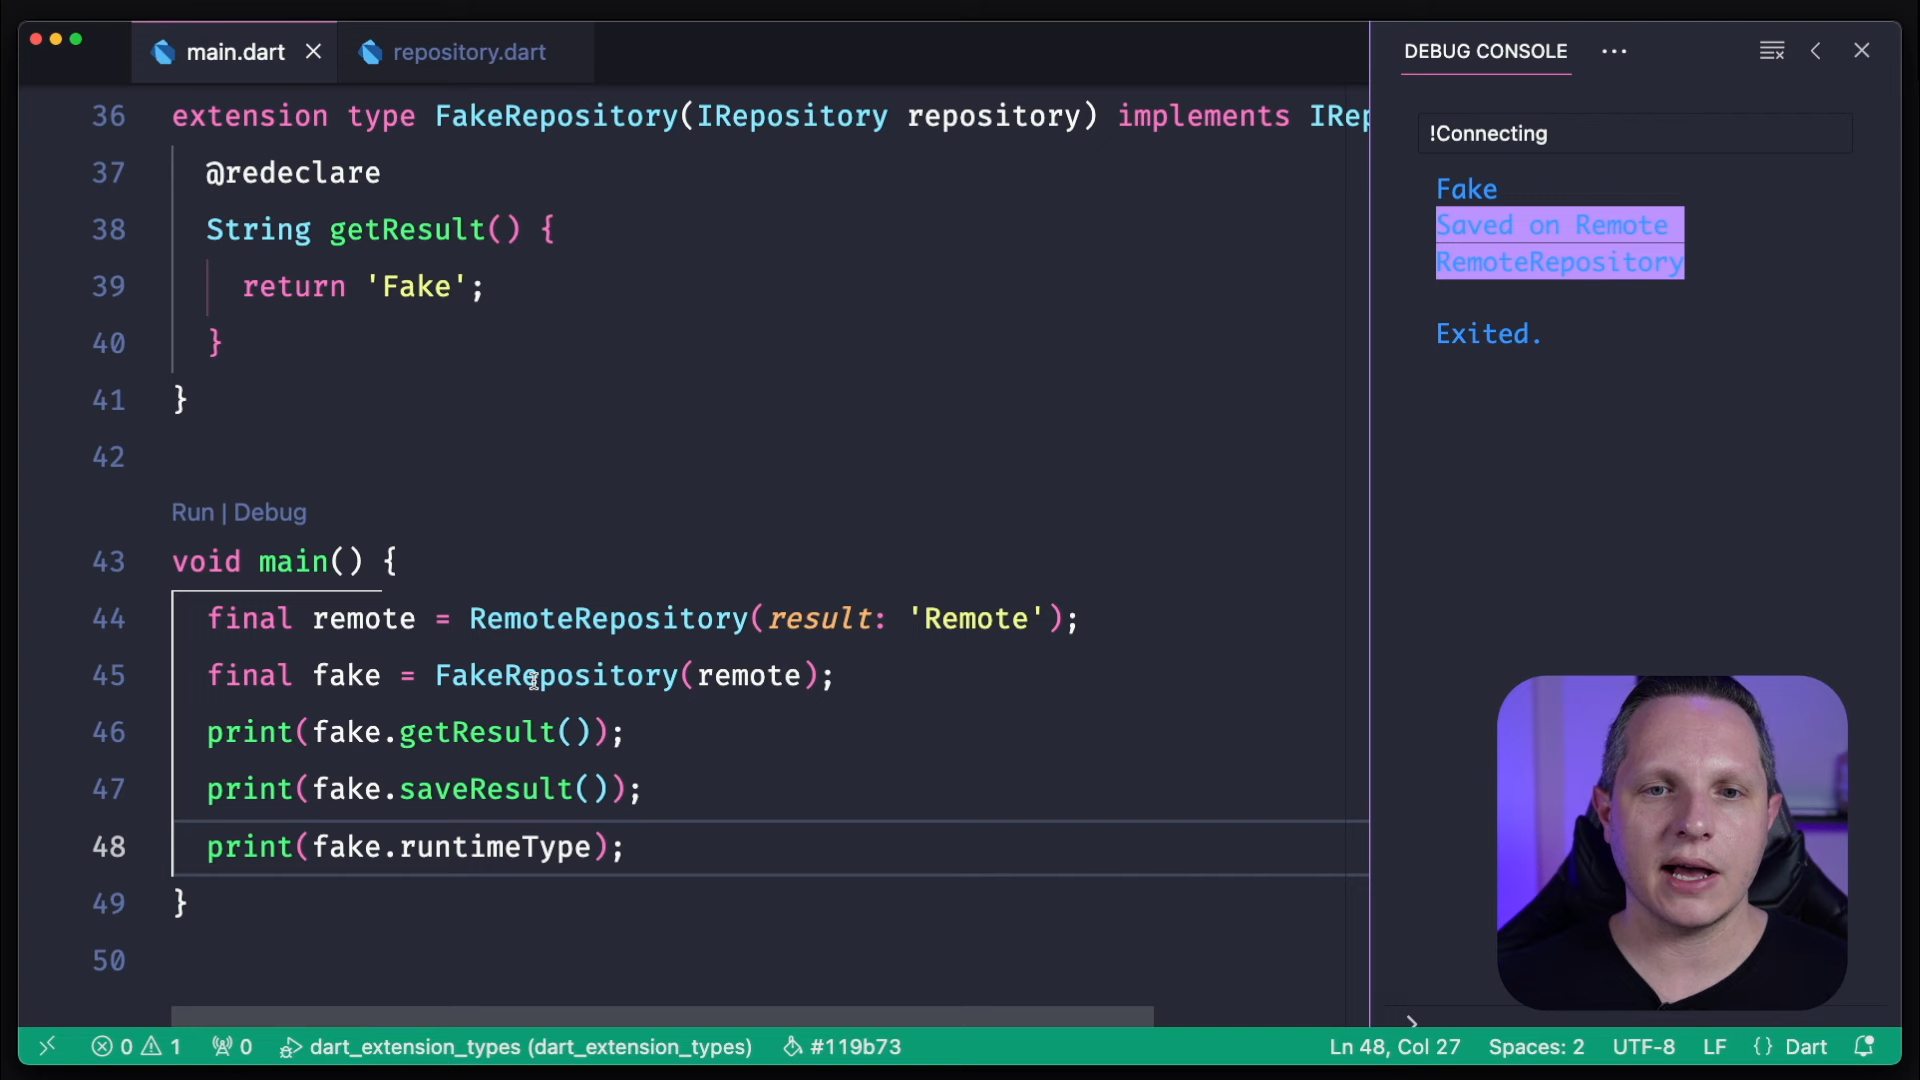 main.dart
repository.dart
36 extension type FakeRepository(IRepository repository) implements IRep
37 @redeclare
38 String getResult() {
39 return 'Fake';
40 }
41 }
42
Run | Debug
43 void main() {
44 final remote = RemoteRepository(result: 'Remote');
45 final fake = FakeRepository(remote);
46 print(fake.getResult());
47 print(fake.saveResult());
48 print(fake.runtimeType);
49 }
50
DEBUG CONSOLE
!Connecting
Fake
Saved on Remote
RemoteRepository
Exited.
0 1 0 dart_extension_types (dart_extension_types) #119b73 Ln 48, Col 27 Spaces: 2 UTF-8 LF {} Dart